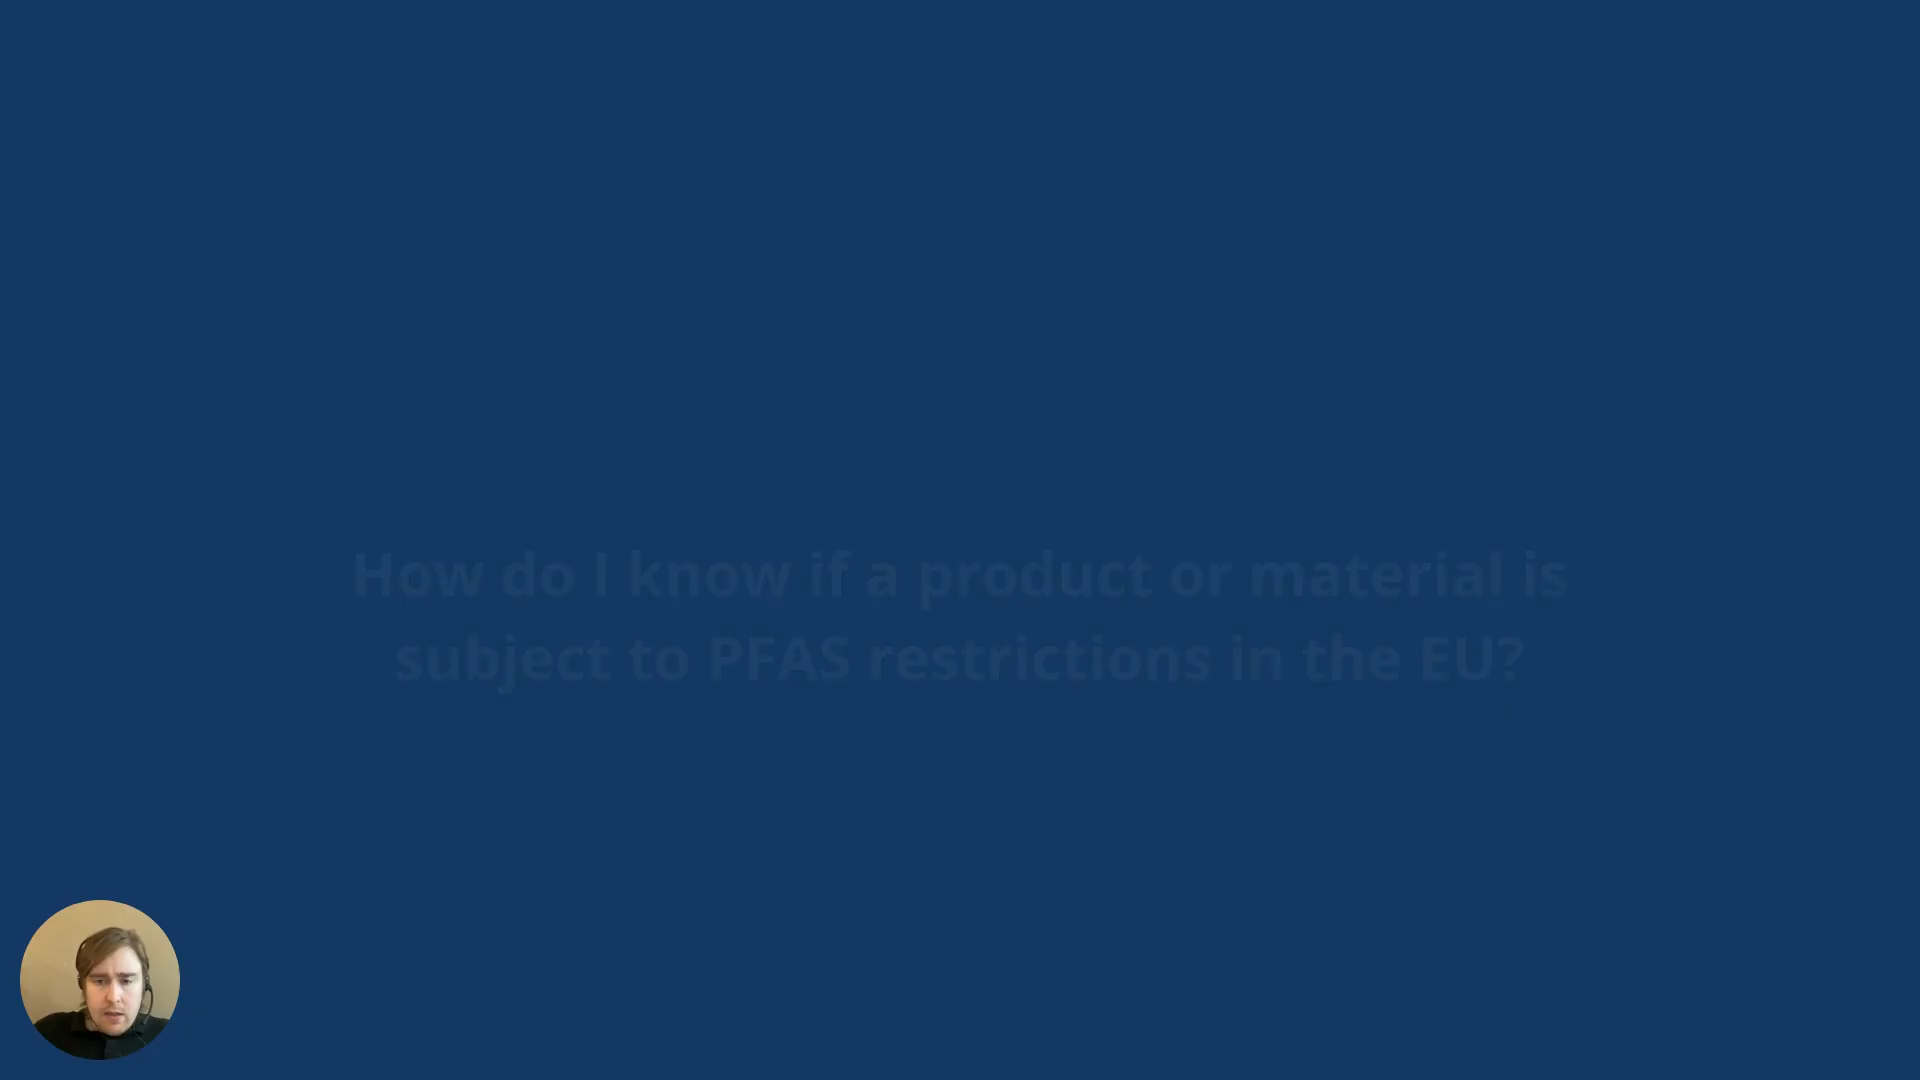 How do I know if a product or material is
subject to PFAS restrictions in the EU?